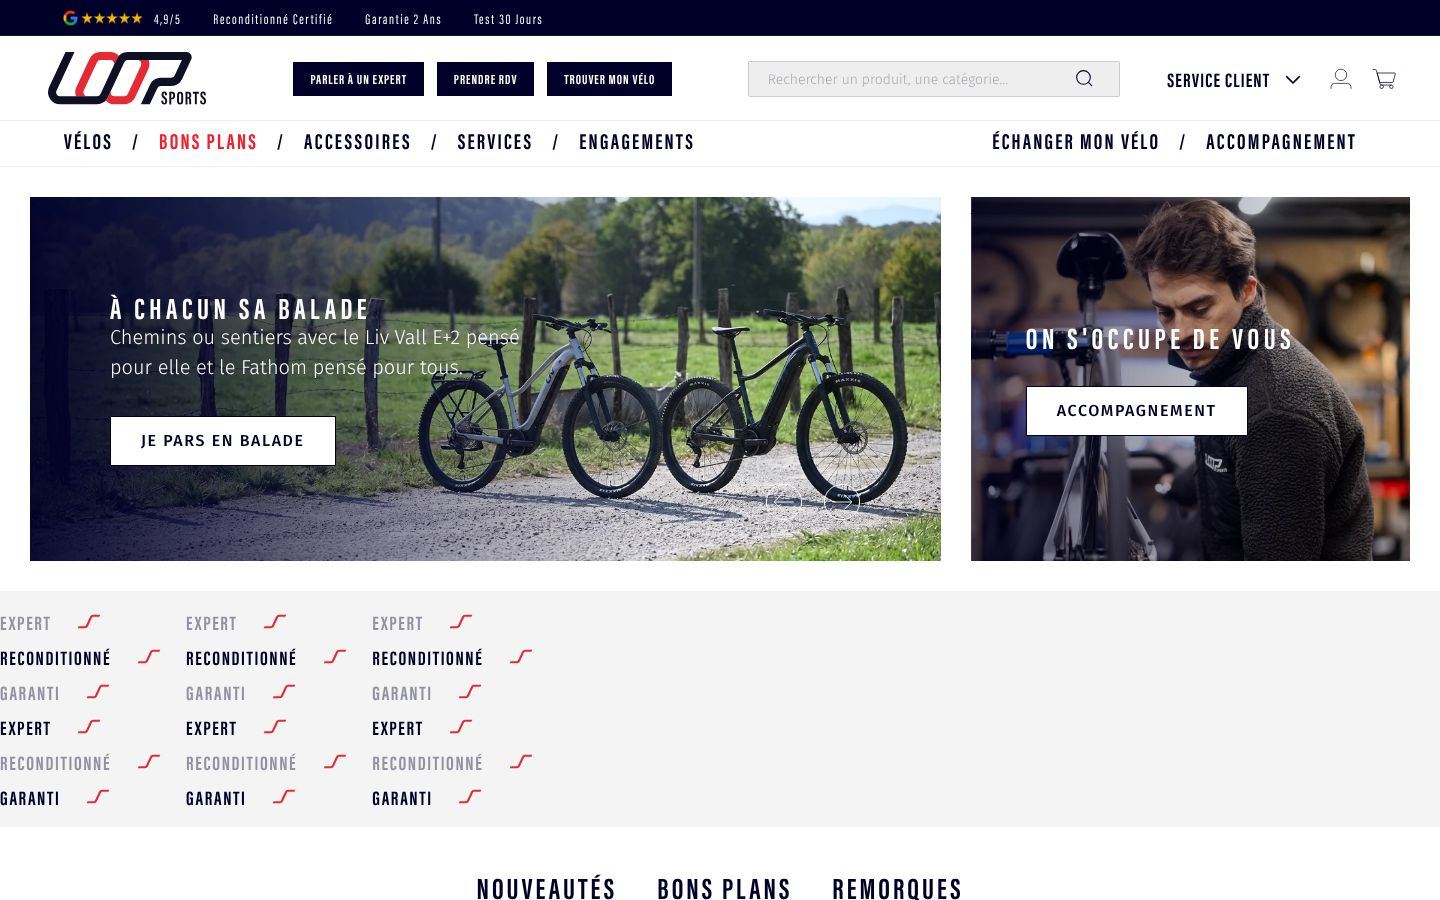 4,9/5 Reconditionné Certifié Garantie 2 Ans Test 30 Jours
LOOP SPORTS
PARLER À UN EXPERT PRENDRE RDV TROUVER MON VÉLO
Rechercher un produit, une catégorie...
SERVICE CLIENT
VÉLOS / BONS PLANS / ACCESSOIRES / SERVICES / ENGAGEMENTS
ÉCHANGER MON VÉLO / ACCOMPAGNEMENT
À CHACUN SA BALADE
Chemins ou sentiers avec le Liv Vall E+2 pensé
pour elle et le Fathom pensé pour tous.
JE PARS EN BALADE
ON S'OCCUPE DE VOUS
ACCOMPAGNEMENT
EXPERT EXPERT EXPERT
RECONDITIONNÉ RECONDITIONNÉ RECONDITIONNÉ
GARANTI GARANTI GARANTI
EXPERT EXPERT EXPERT
RECONDITIONNÉ RECONDITIONNÉ RECONDITIONNÉ
GARANTI GARANTI GARANTI
NOUVEAUTÉS BONS PLANS REMORQUES